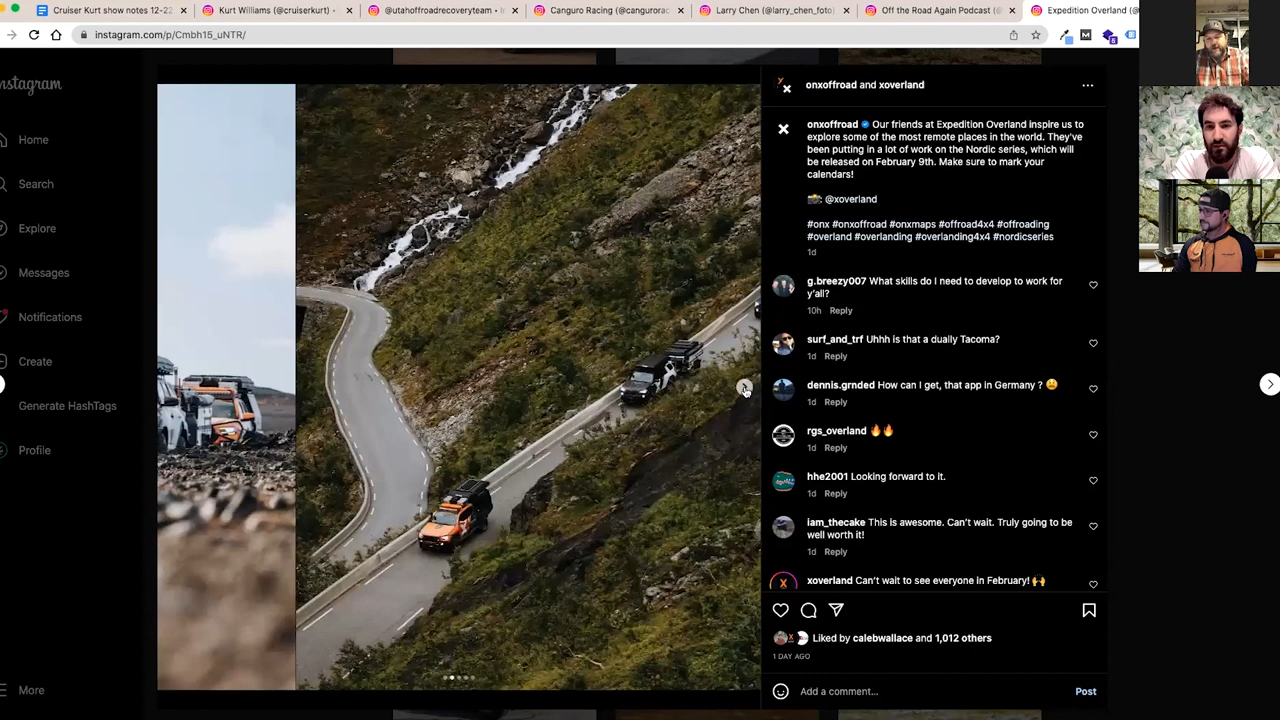 Cruiser Kurt show notes 12-22
Kurt Williams (@cruiserkurt)
@utahoffroadrecoveryteam
Canguro Racing (@canguroracing
Larry Chen (@larry_chen_foto)
Off the Road Again Podcast (@
Expedition Overland (@
instagram.com/p/Cmbh15_uNTR/
nstagram
Home
Search
Explore
Messages
Notifications
Create
Generate HashTags
Profile
More
onxoffroad and xoverland
onxoffroad Our friends at Expedition Overland inspire us to
explore some of the most remote places in the world. They've
been putting in a lot of work on the Nordic series, which will
be released on February 9th. Make sure to mark your
calendars!
📸: @xoverland
#onx #onxoffroad #onxmaps #offroad4x4 #offroading
#overland #overlanding #overlanding4x4 #nordicseries
1d
g.breezy007 What skills do I need to develop to work for
y'all?
10h Reply
surf_and_trf Uhhh is that a dually Tacoma?
1d Reply
dennis.grnded How can I get, that app in Germany ? 😩
1d Reply
rgs_overland 🔥🔥
1d Reply
hhe2001 Looking forward to it.
1d Reply
iam_thecake This is awesome. Can't wait. Truly going to be
well worth it!
1d Reply
xoverland Can't wait to see everyone in February! 🙌
Liked by calebwallace and 1,012 others
1 DAY AGO
Add a comment...
Post